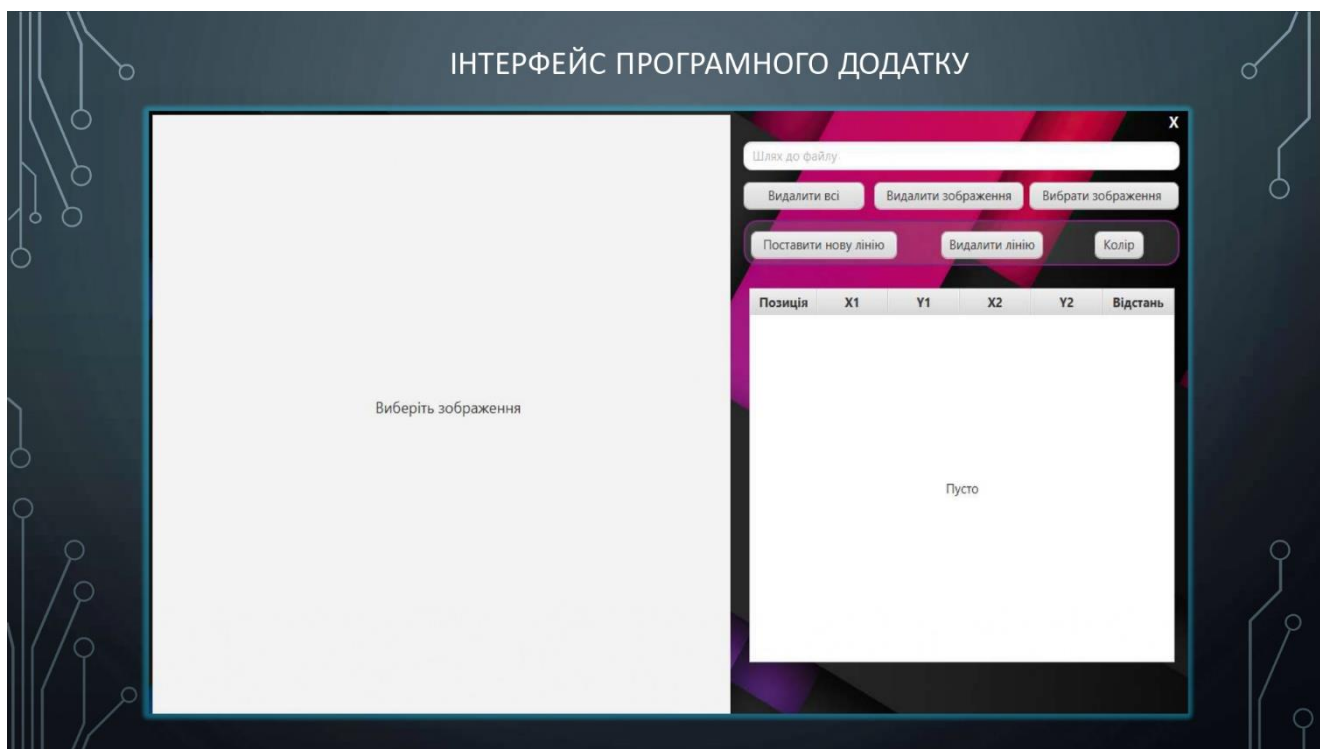 ІНТЕРФЕЙС ПРОГРАМНОГО ДОДАТКУ
X
Шлях до файлу
Видалити всі Видалити зображення Вибрати зображення
Поставити нову лінію Видалити лінію Колір
Позиція X1 Y1 X2 Y2 Відстань
Виберіть зображення
Пусто